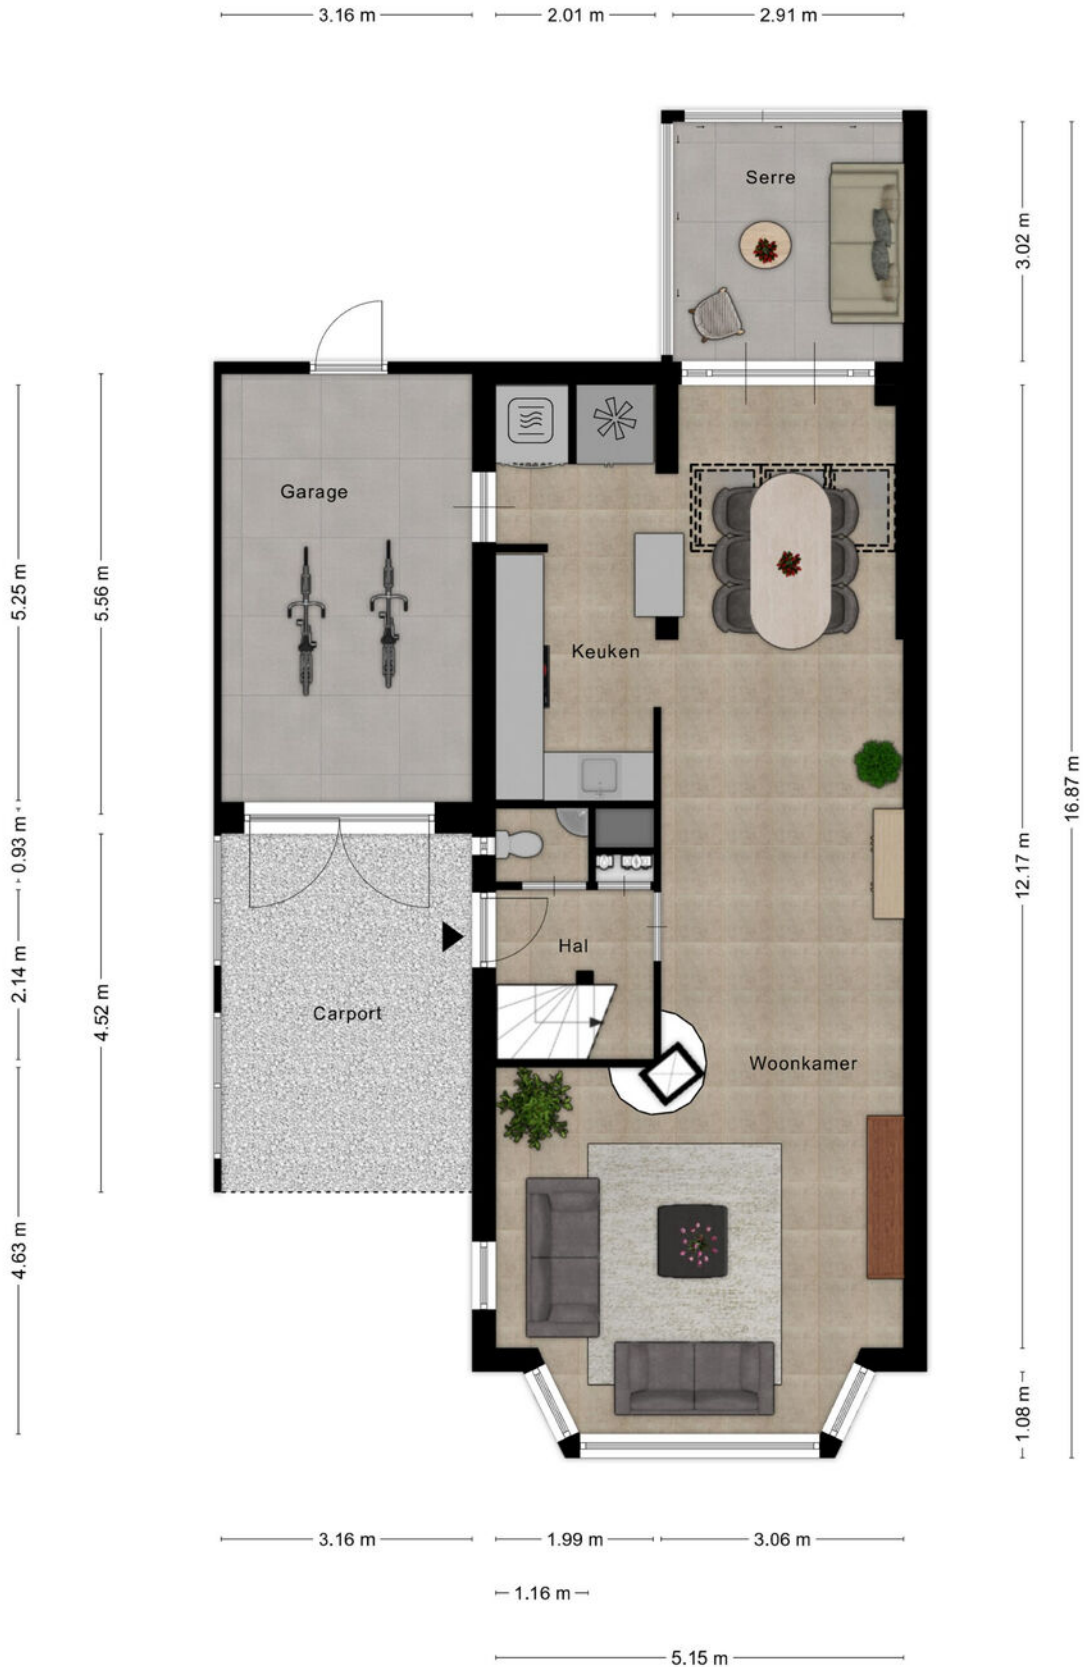 3.16 m
2.01 m
2.91 m
Serre
3.02 m
Garage
5.25 m
5.56 m
Keuken
16.87 m
0.93 m
12.17 m
Hal
2.14 m
4.52 m
Carport
Woonkamer
4.63 m
1.08 m
3.16 m
1.99 m
3.06 m
1.16 m
5.15 m